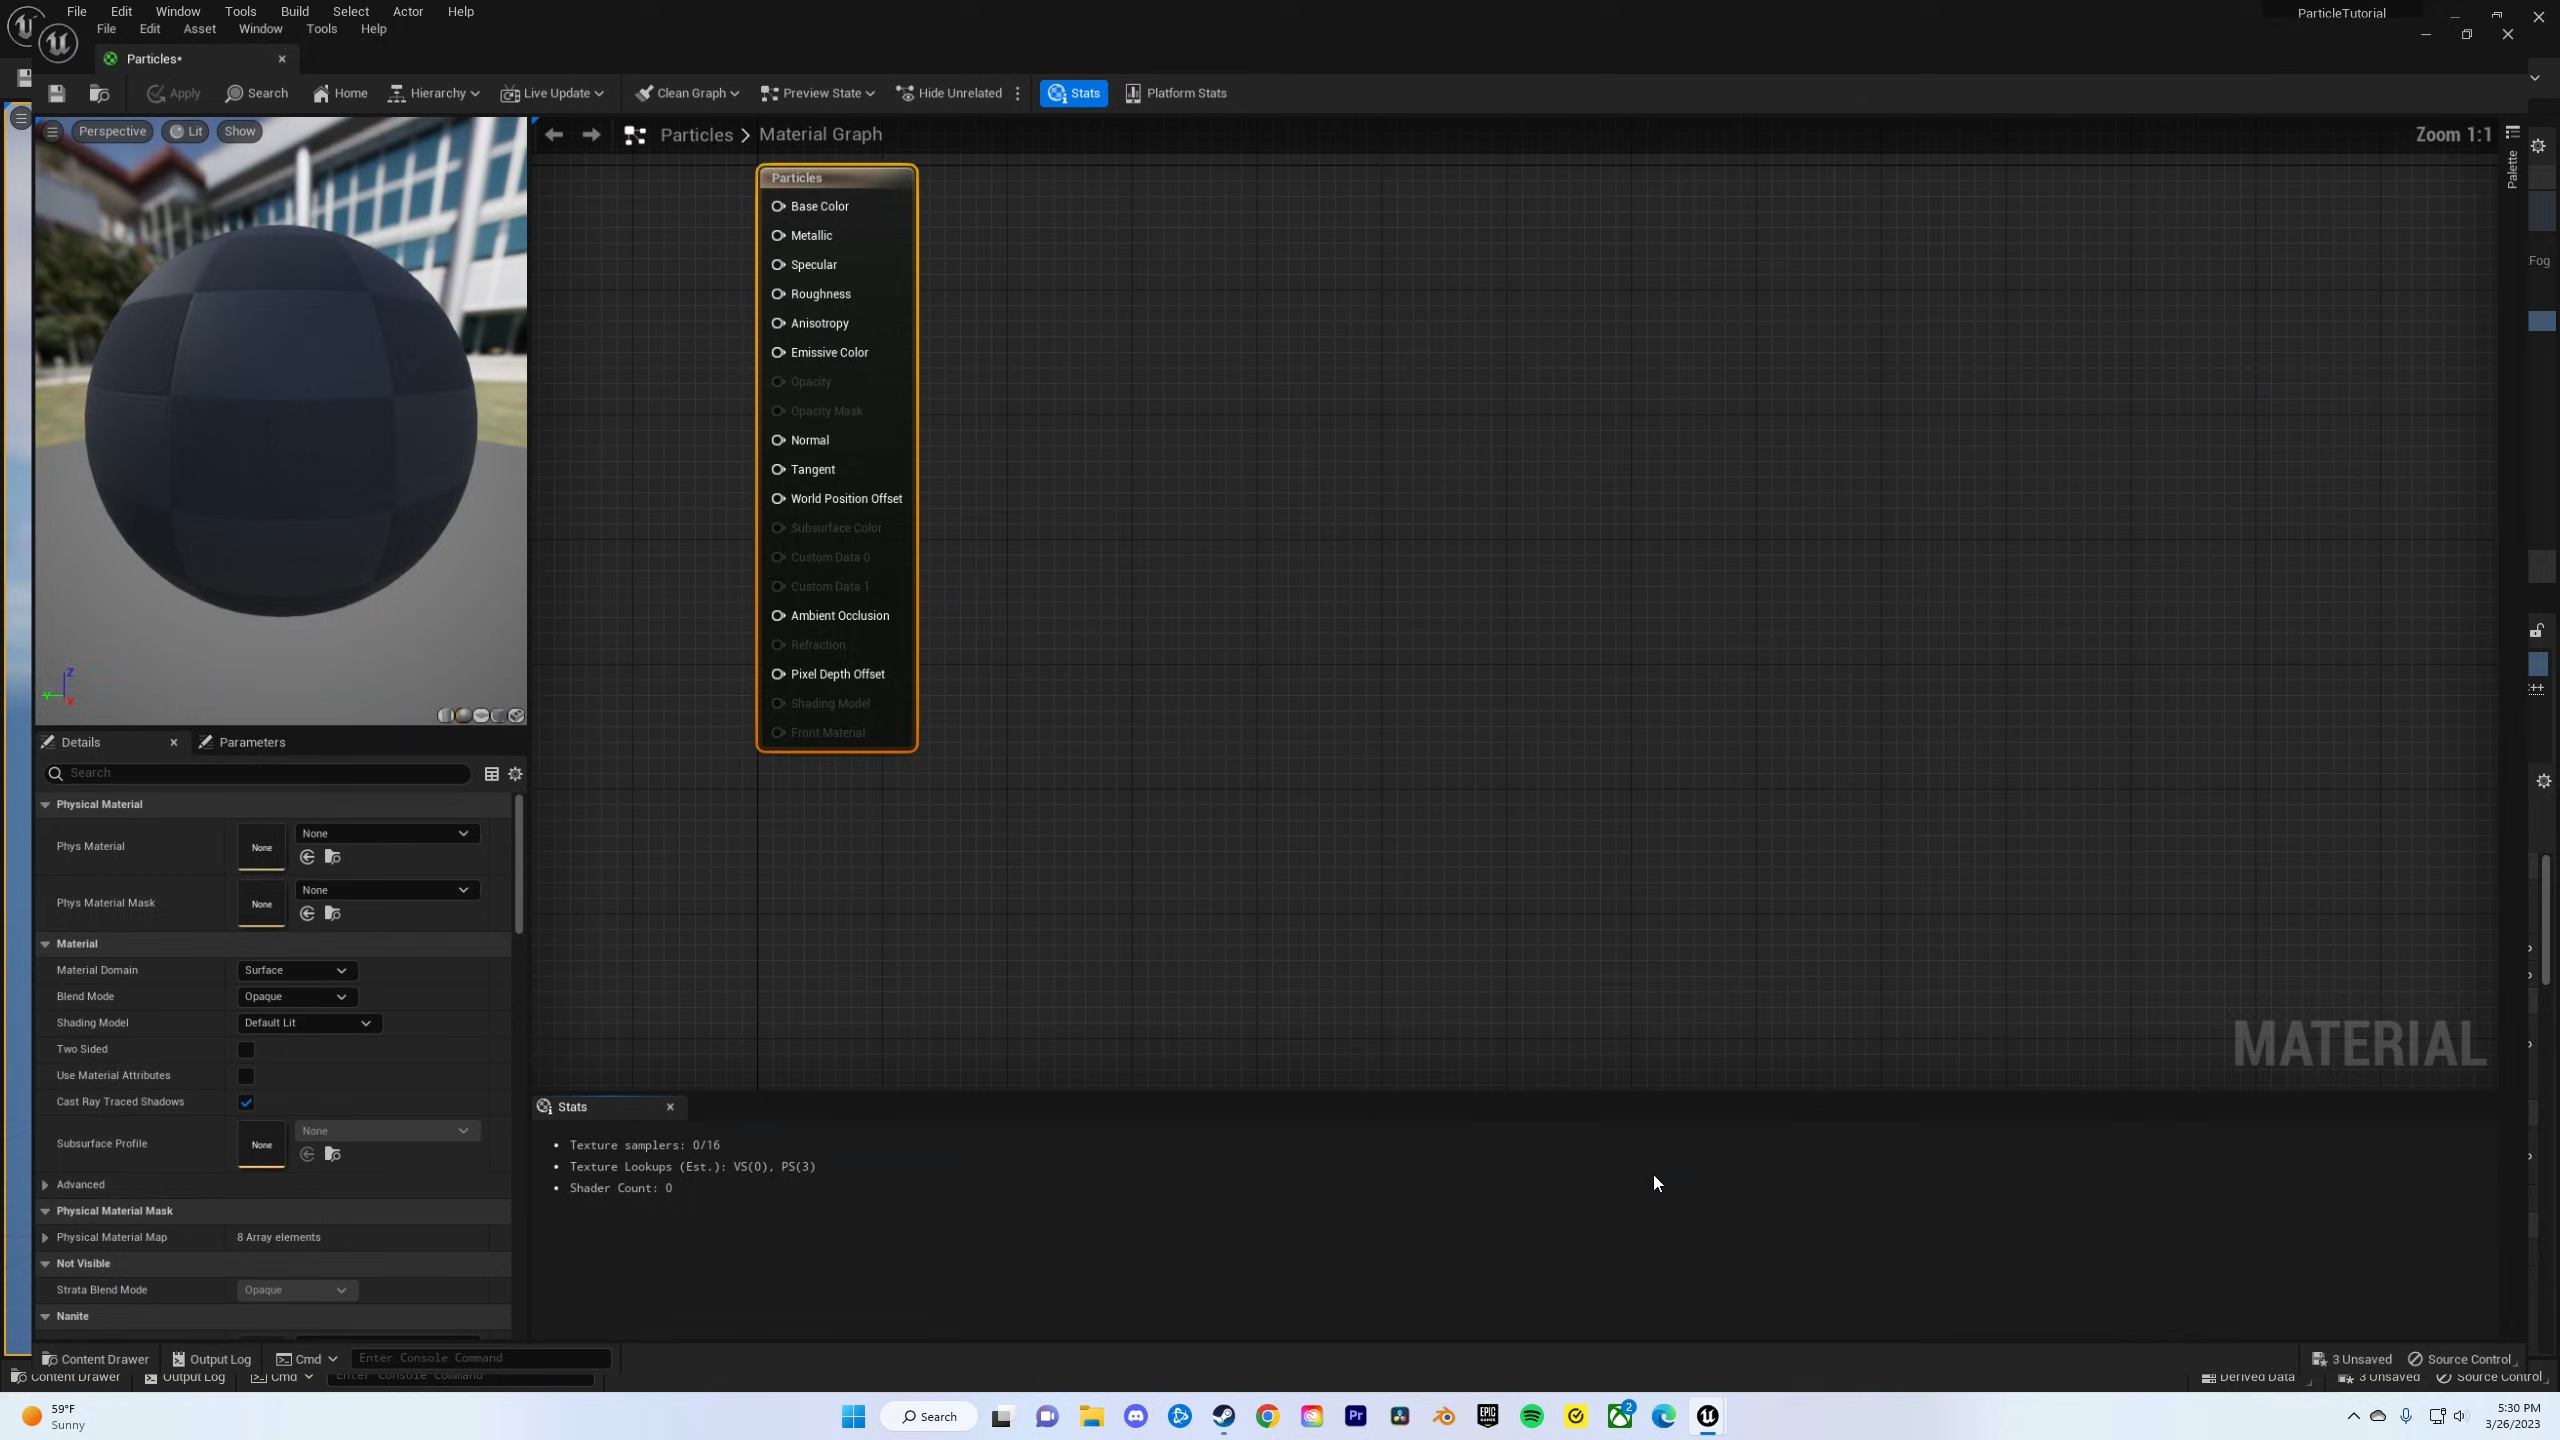 File Edit Window Tools Build Select Actor Help
ParticleTutorial
File Edit Asset Window Tools Help
Particles•
Apply Search Home Hierarchy Live Update Clean Graph Preview State Hide Unrelated Stats Platform Stats
Perspective Lit Show
Particles > Material Graph
Zoom 1:1
Palette
Particles
Base Color
Metallic
Specular
Roughness
Anisotropy
Emissive Color
Opacity
Opacity Mask
Normal
Tangent
World Position Offset
Subsurface Color
Custom Data 0
Custom Data 1
Ambient Occlusion
Refraction
Pixel Depth Offset
Shading Model
Front Material
Fog
Z
Y
X
Details Parameters
Search
Physical Material
Phys Material None None
Phys Material Mask None None
Material
Material Domain Surface
Blend Mode Opaque
Shading Model Default Lit
Two Sided
Use Material Attributes
Cast Ray Traced Shadows
Subsurface Profile None None
Advanced
Physical Material Mask
Physical Material Map 8 Array elements
Not Visible
Strata Blend Mode Opaque
Nanite
MATERIAL
Stats
• Texture samplers: 0/16
• Texture Lookups (Est.): VS(0), PS(3)
• Shader Count: 0
Content Drawer Output Log Cmd Enter Console Command
3 Unsaved Source Control
Content Drawer Output Log Cmd Enter Console Command
Derived Data 3 Unsaved Source Control
59°F
Sunny
Search
Pr
EPIC GAMES
2
5:30 PM
3/26/2023